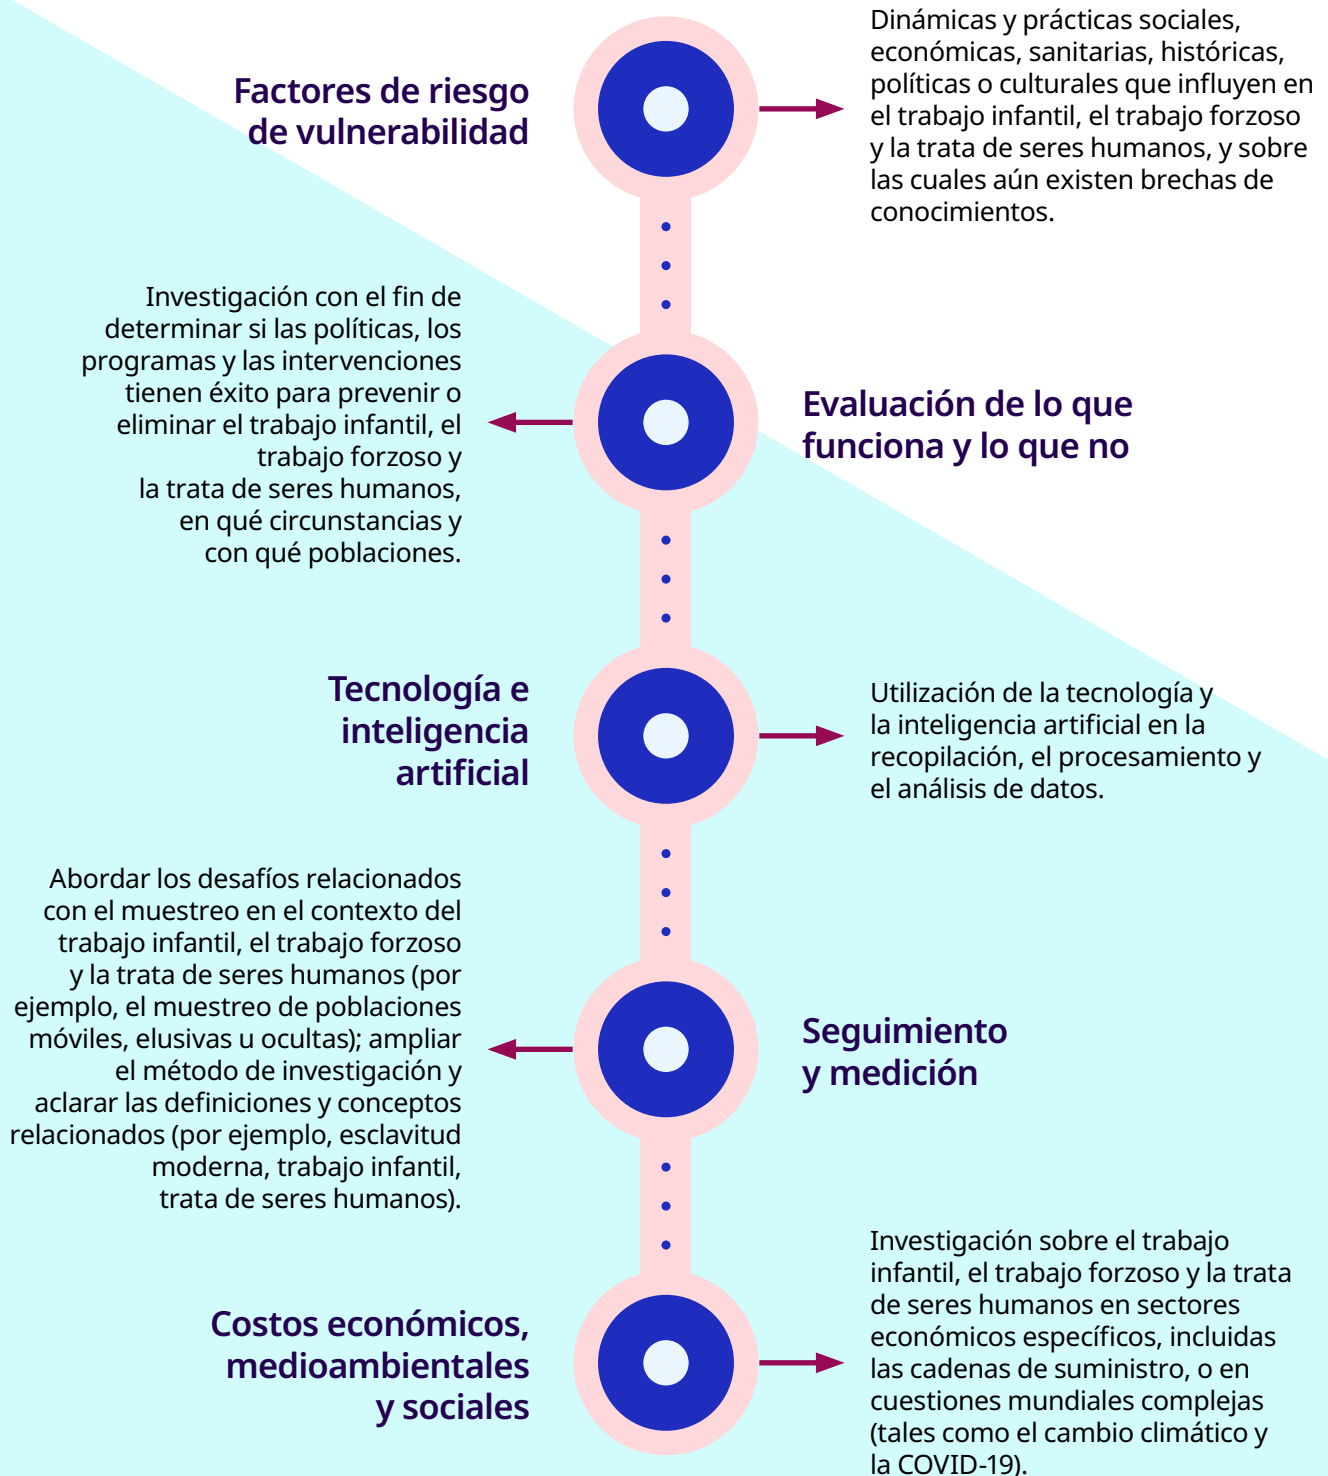 Factores de riesgo
de vulnerabilidad
Dinámicas y prácticas sociales,
económicas, sanitarias, históricas,
políticas o culturales que influyen en
el trabajo infantil, el trabajo forzoso
y la trata de seres humanos, y sobre
las cuales aún existen brechas de
conocimientos.
Evaluación de lo que
funciona y lo que no
Investigación con el fin de
determinar si las políticas, los
programas y las intervenciones
tienen éxito para prevenir o
eliminar el trabajo infantil, el
trabajo forzoso y
la trata de seres humanos,
en qué circunstancias y
con qué poblaciones.
Tecnología e
inteligencia
artificial
Utilización de la tecnología y
la inteligencia artificial en la
recopilación, el procesamiento y
el análisis de datos.
Seguimiento
y medición
Abordar los desafíos relacionados
con el muestreo en el contexto del
trabajo infantil, el trabajo forzoso
y la trata de seres humanos (por
ejemplo, el muestreo de poblaciones
móviles, elusivas u ocultas); ampliar
el método de investigación y
aclarar las definiciones y conceptos
relacionados (por ejemplo, esclavitud
moderna, trabajo infantil,
trata de seres humanos).
Costos económicos,
medioambientales
y sociales
Investigación sobre el trabajo
infantil, el trabajo forzoso y la trata
de seres humanos en sectores
económicos específicos, incluidas
las cadenas de suministro, o en
cuestiones mundiales complejas
(tales como el cambio climático y
la COVID-19).